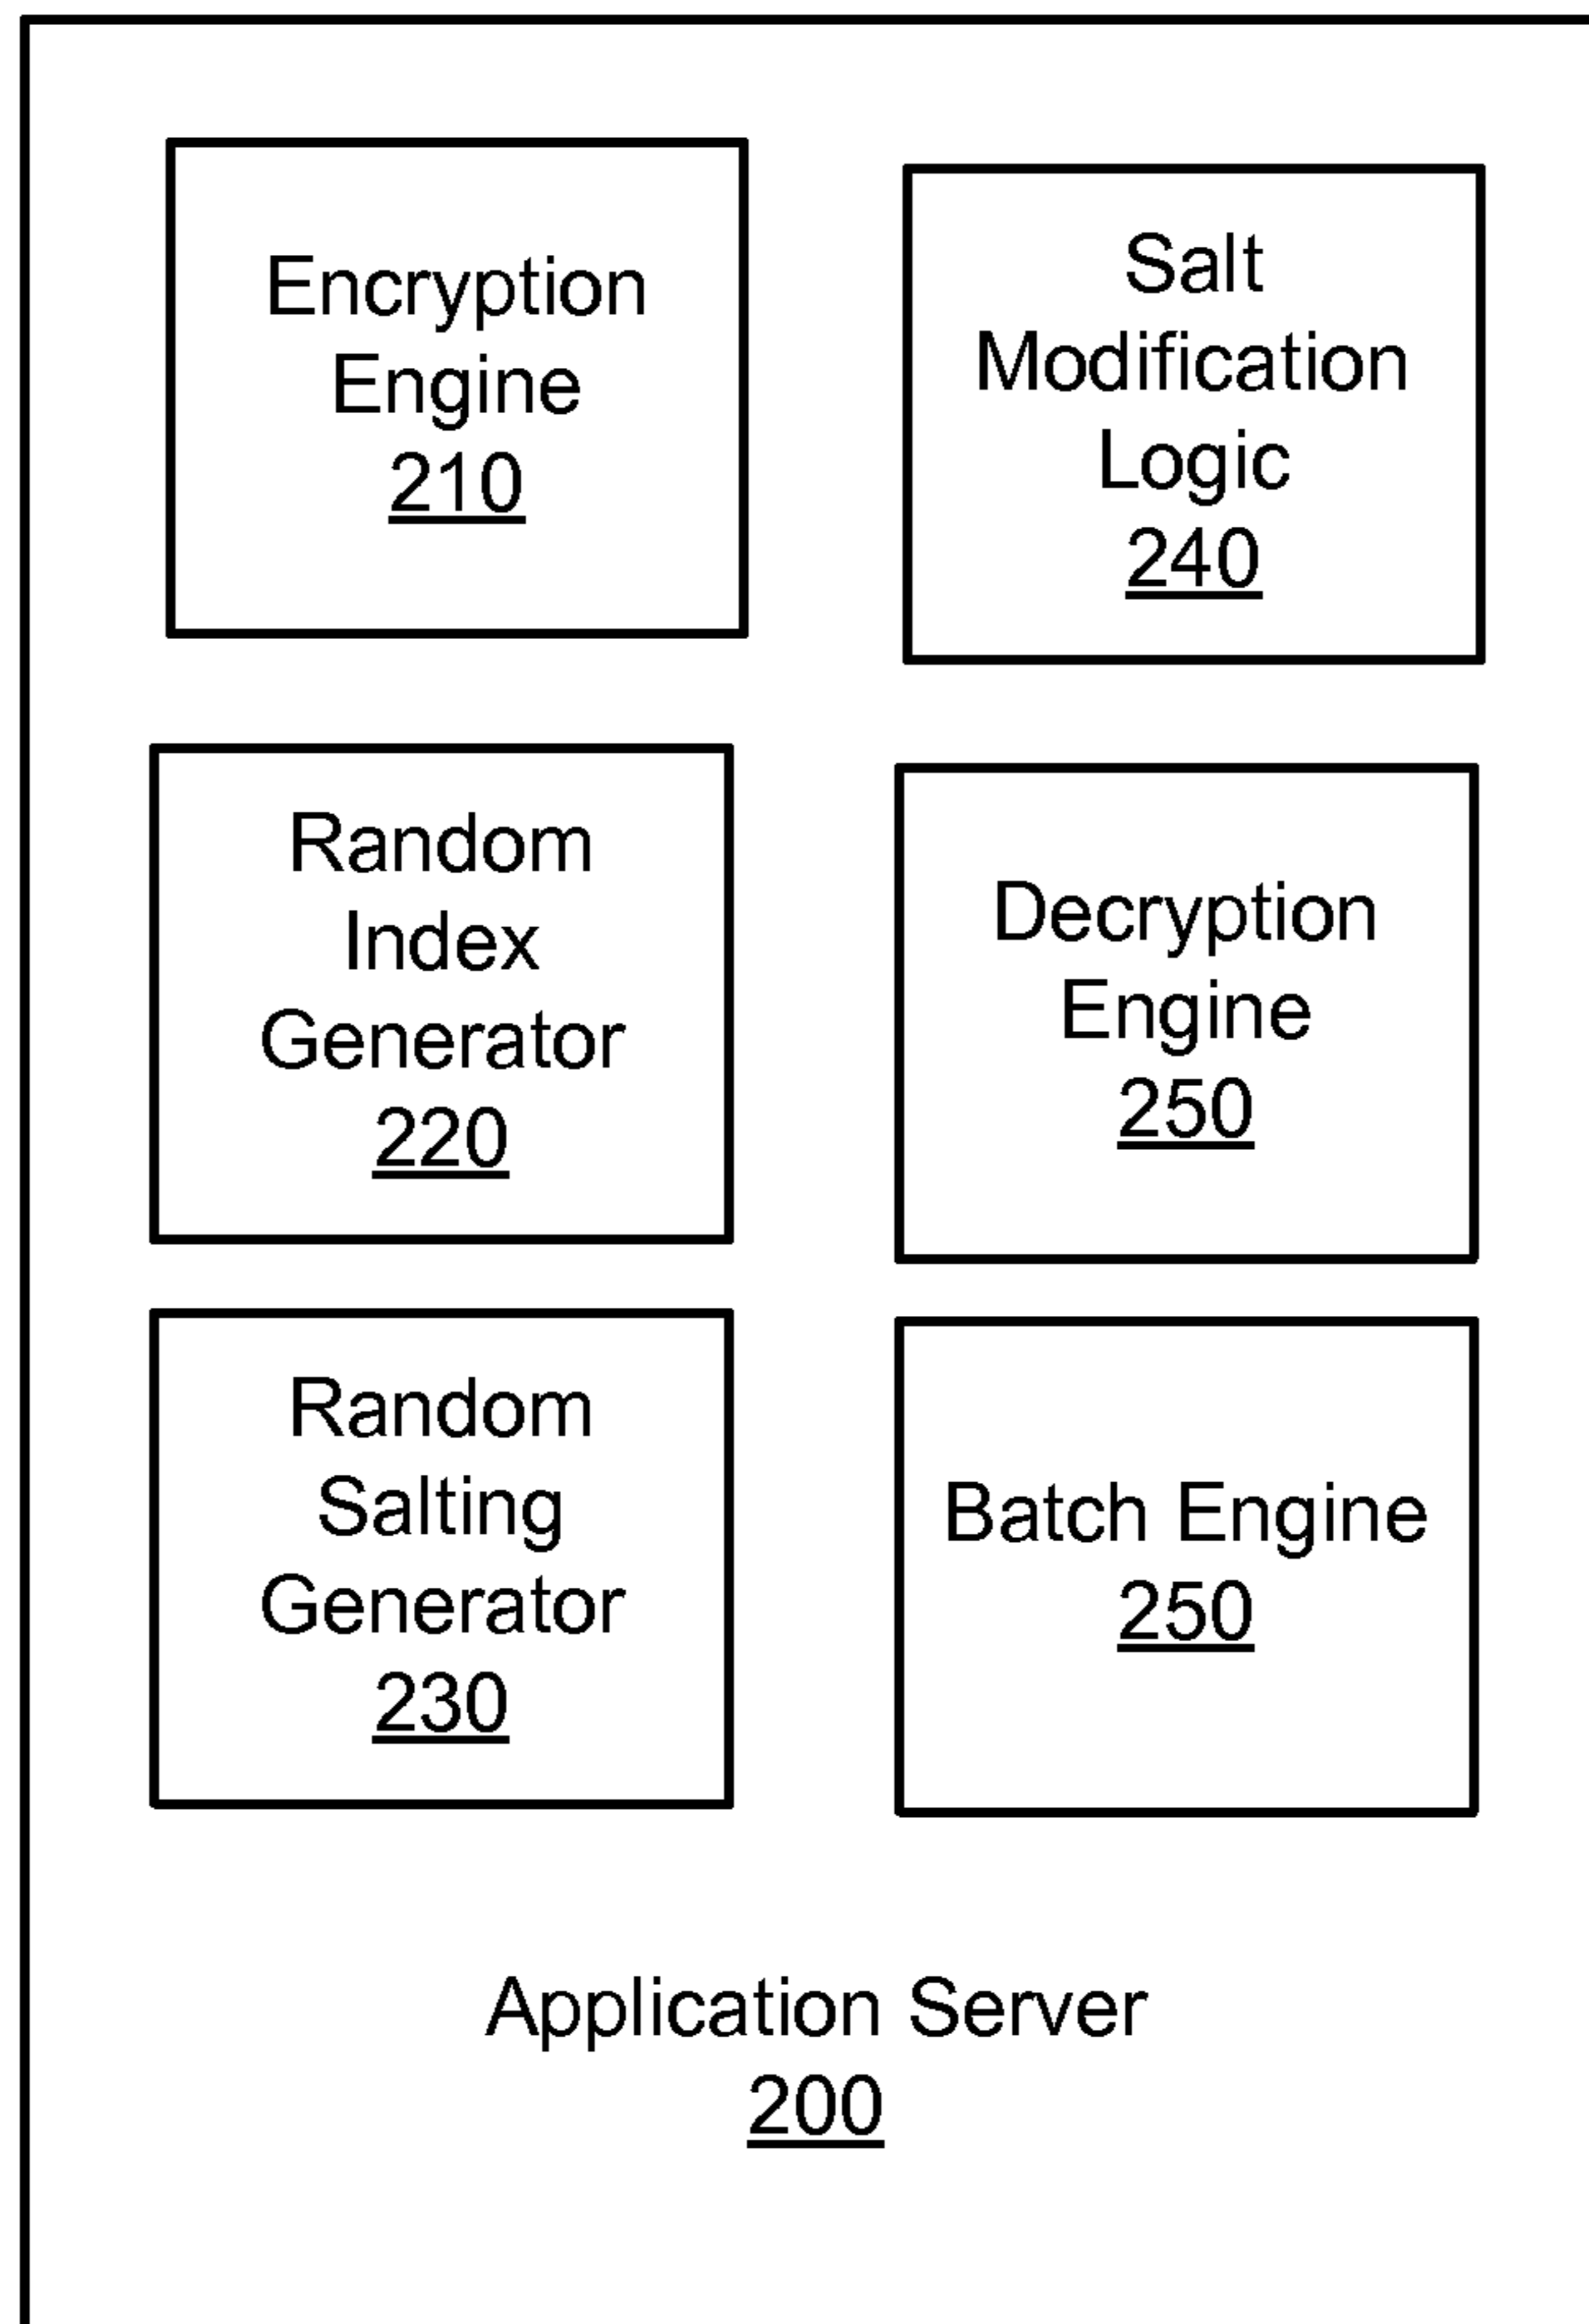 Encryption
Engine
210
Salt
Modification
Logic
240
Random
Index
Generator
220
Decryption
Engine
250
Random
Salting
Generator
230
Batch Engine
250
Application Server
200